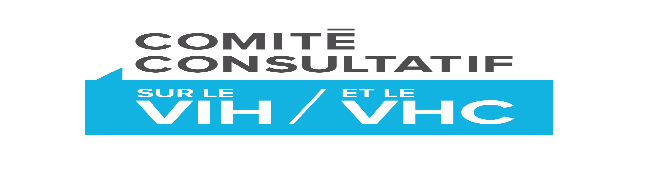 COMITÉ
CONSULTATIF
SUR LE ET LE
VIH / VHC